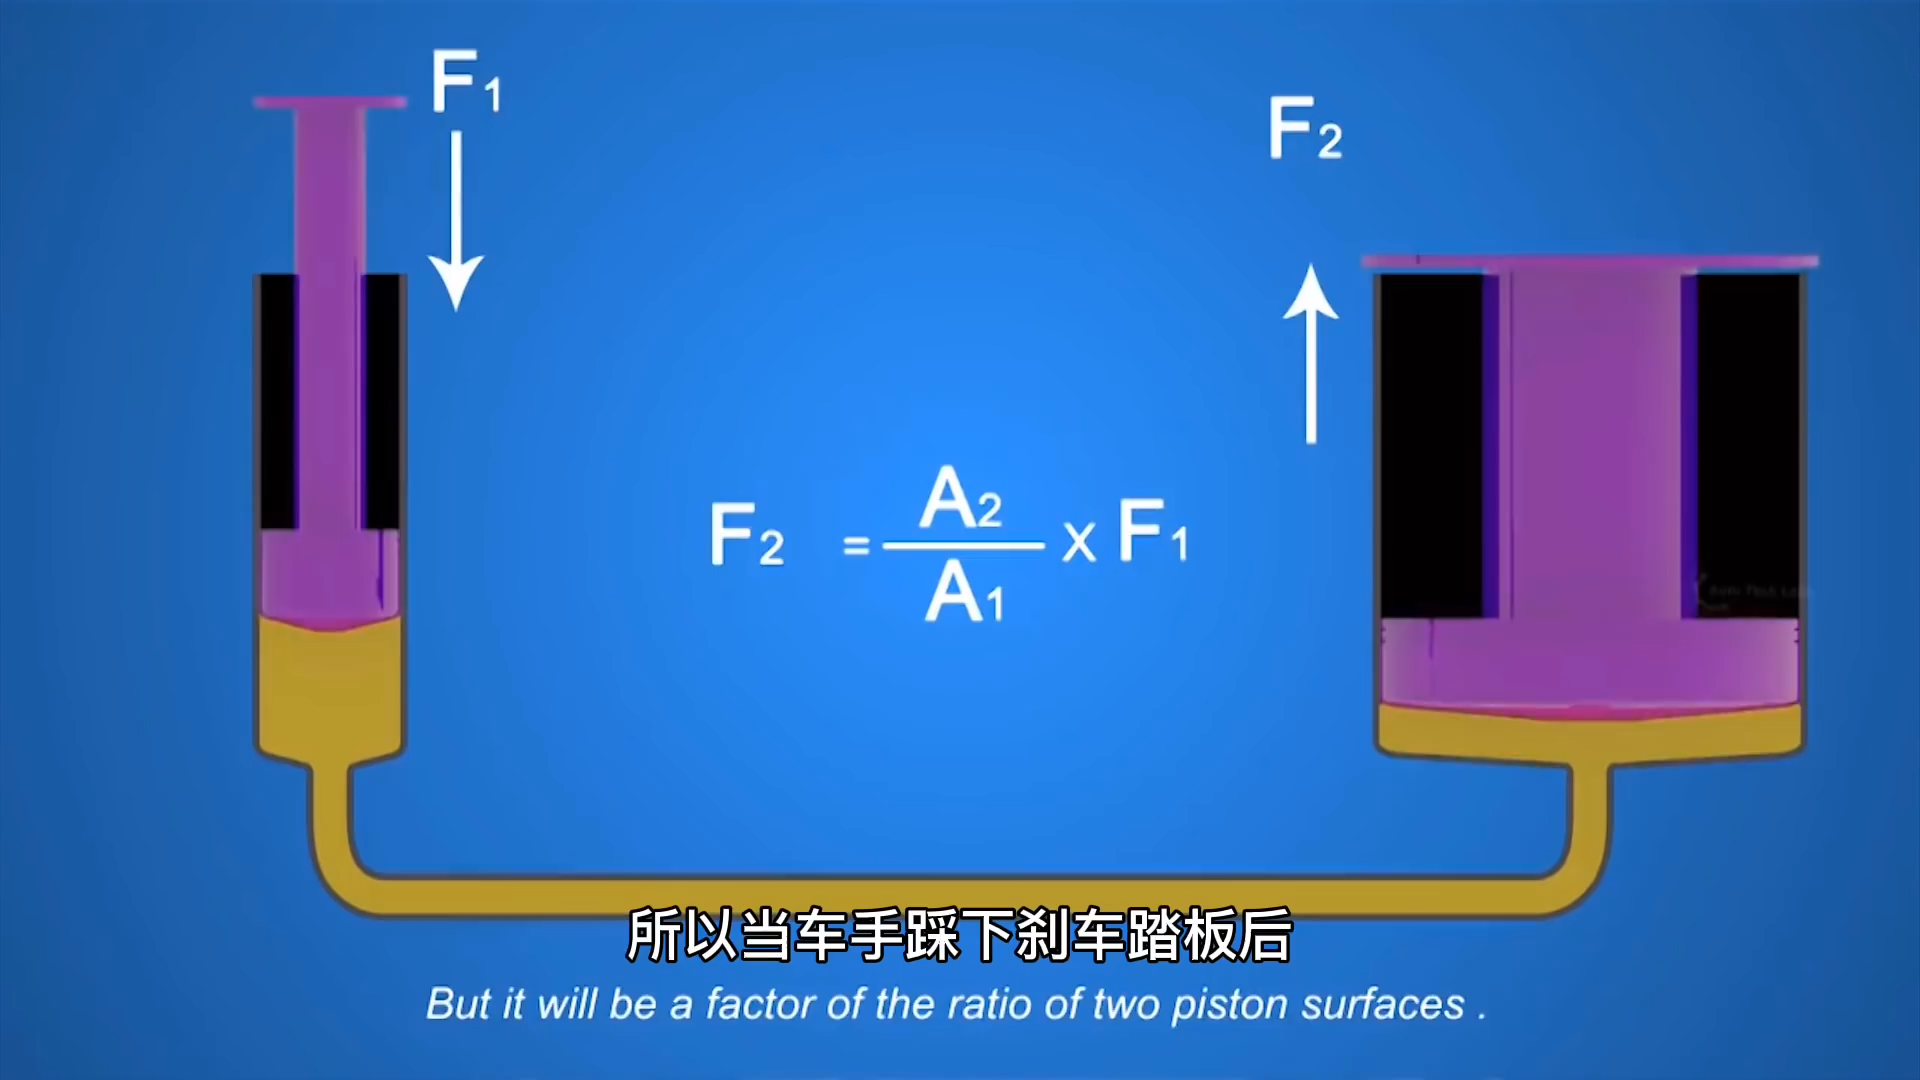 F1
F2
F2 = A2 / A1 x F1
所以当车手踩下刹车踏板后
But it will be a factor of the ratio of two piston surfaces .